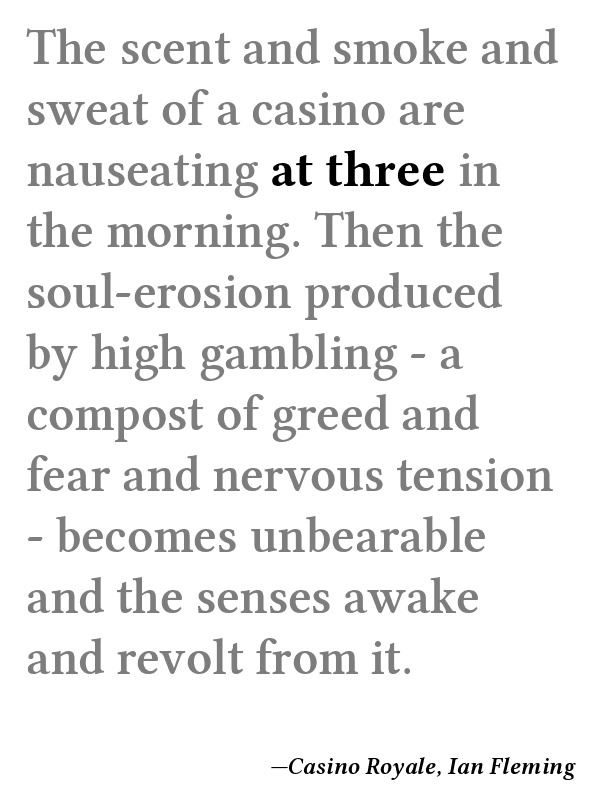 The scent and smoke and
sweat of a casino are
nauseating at three in
the morning. Then the
soul-erosion produced
by high gambling - a
compost of greed and
fear and nervous tension
- becomes unbearable
and the senses awake
and revolt from it.
—Casino Royale, Ian Fleming